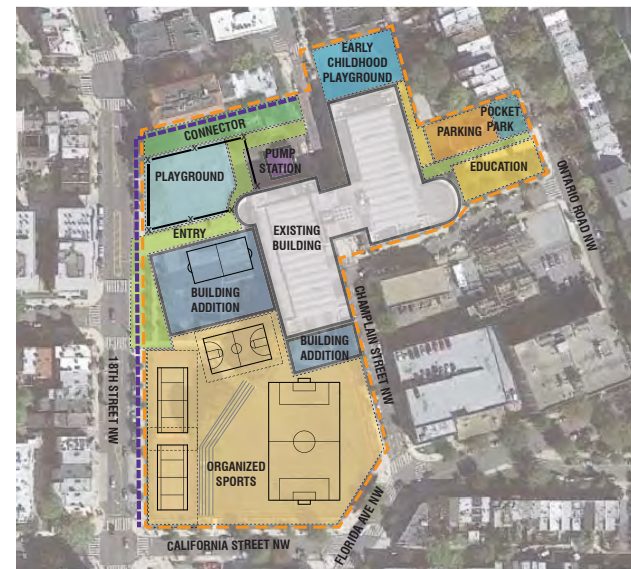 EARLY
CHILDHOOD
PLAYGROUND
CONNECTOR
PUMP
STATION
PLAYGROUND
PARKING
POCKET
PARK
EDUCATION
ONTARIO ROAD NW
ENTRY
EXISTING
BUILDING
BUILDING
ADDITION
BUILDING
ADDITION
CHAMPLAIN STREET NW
18TH STREET NW
ORGANIZED
SPORTS
CALIFORNIA STREET NW
FLORIDA AVE NW